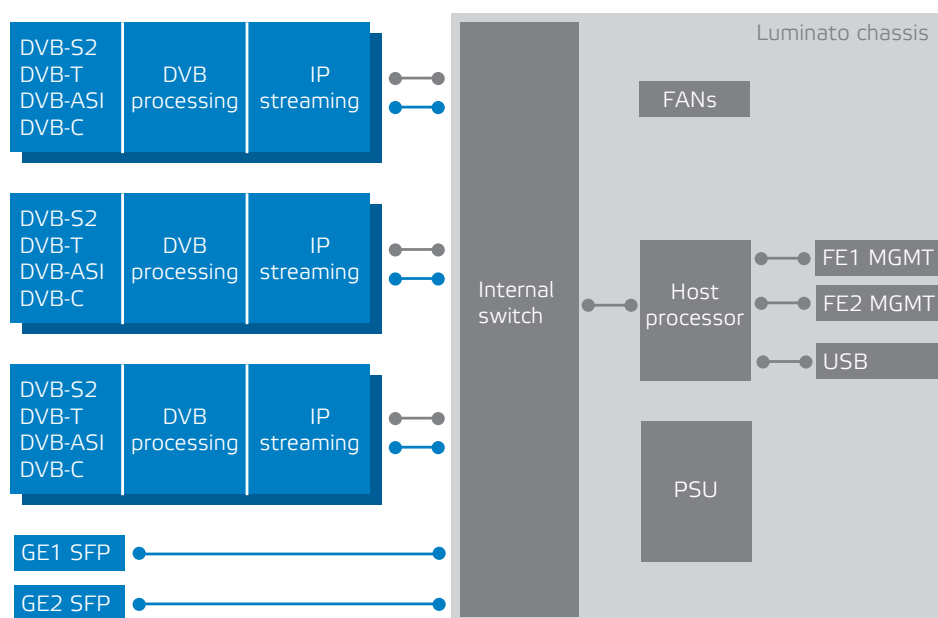 Luminato chassis
DVB-S2
DVB-T
DVB-ASI
DVB-C
DVB
processing
IP
streaming
FANs
DVB-S2
DVB-T
DVB-ASI
DVB-C
DVB
processing
IP
streaming
Internal
switch
Host
processor
FE1 MGMT
FE2 MGMT
USB
DVB-S2
DVB-T
DVB-ASI
DVB-C
DVB
processing
IP
streaming
PSU
GE1 SFP
GE2 SFP